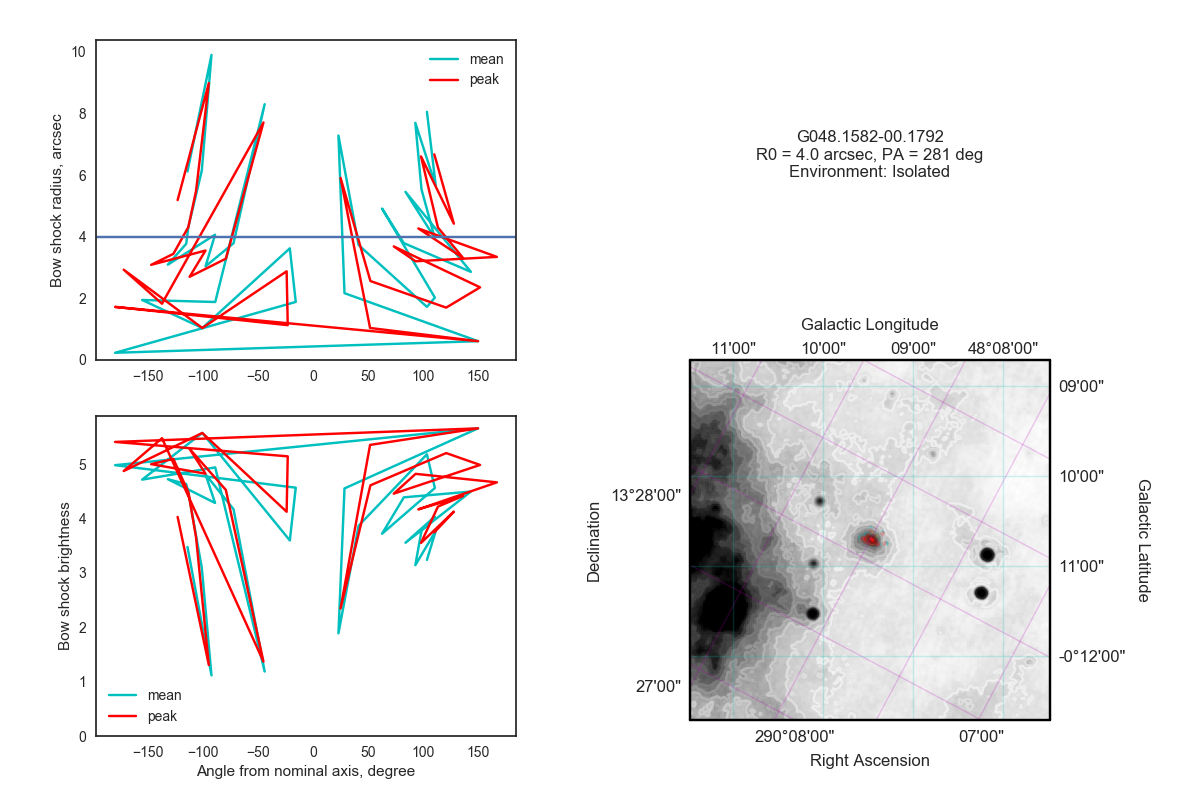 10
8
6
4
2
0
Bow shock radius, arcsec
mean
peak
−150
−100
−50
0
50
100
150
5
4
3
2
1
0
Bow shock brightness
mean
peak
−150
−100
−50
0
50
100
150
Angle from nominal axis, degree
G048.1582-00.1792
R0 = 4.0 arcsec, PA = 281 deg
Environment: Isolated
Galactic Longitude
11'00"
10'00"
09'00"
48°08'00"
09'00"
10'00"
11'00"
-0°12'00"
Galactic Latitude
13°28'00"
27'00"
Declination
290°08'00"
07'00"
Right Ascension